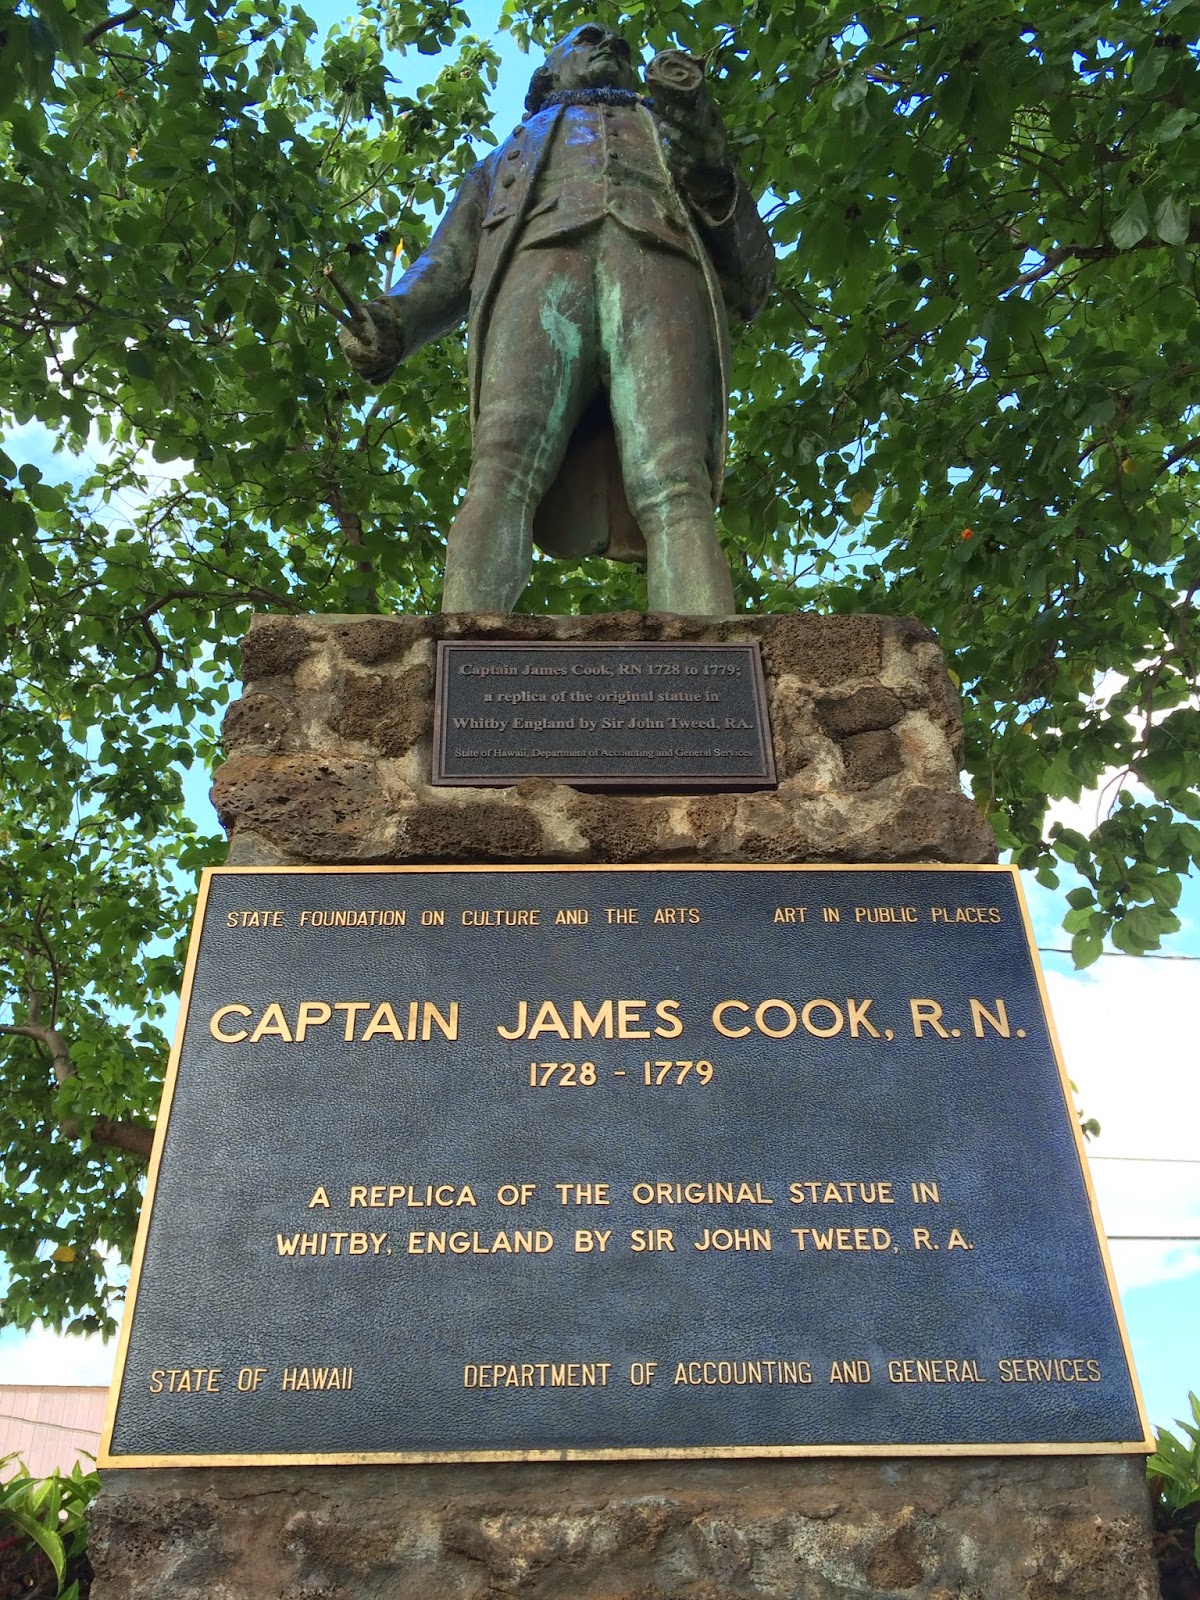 Captain James Cook, RN 1728 to 1779;
a replica of the original statue in
Whitby England by Sir John Tweed, RA.
State of Hawaii, Department of Accounting and General Services
STATE FOUNDATION ON CULTURE AND THE ARTS ART IN PUBLIC PLACES
CAPTAIN JAMES COOK, R. N.
1728 - 1779
A REPLICA OF THE ORIGINAL STATUE IN
WHITBY, ENGLAND BY SIR JOHN TWEED, R. A.
STATE OF HAWAII DEPARTMENT OF ACCOUNTING AND GENERAL SERVICES